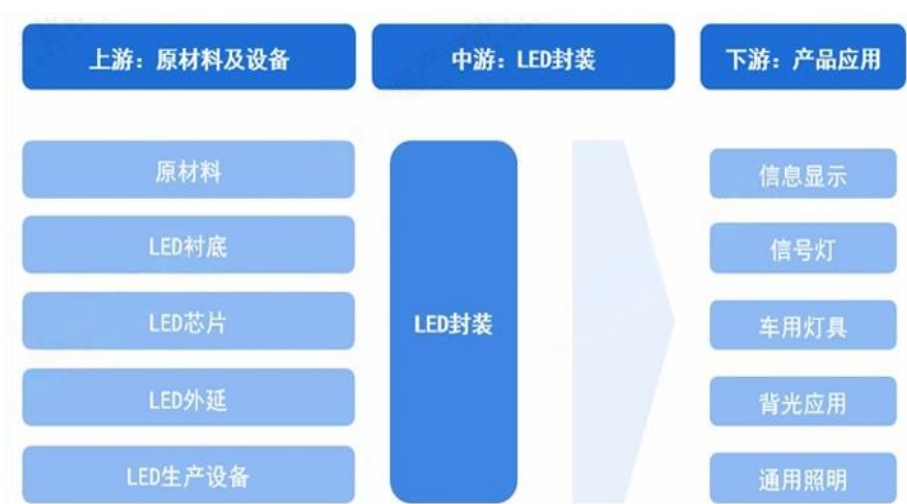 上游：原材料及设备
中游：LED封装
下游：产品应用
原材料
LED衬底
LED芯片
LED外延
LED生产设备
LED封装
信息显示
信号灯
车用灯具
背光应用
通用照明